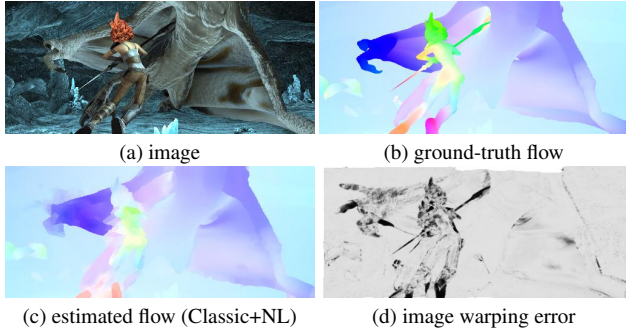 (a) image
(b) ground-truth flow
(c) estimated flow (Classic+NL)
(d) image warping error